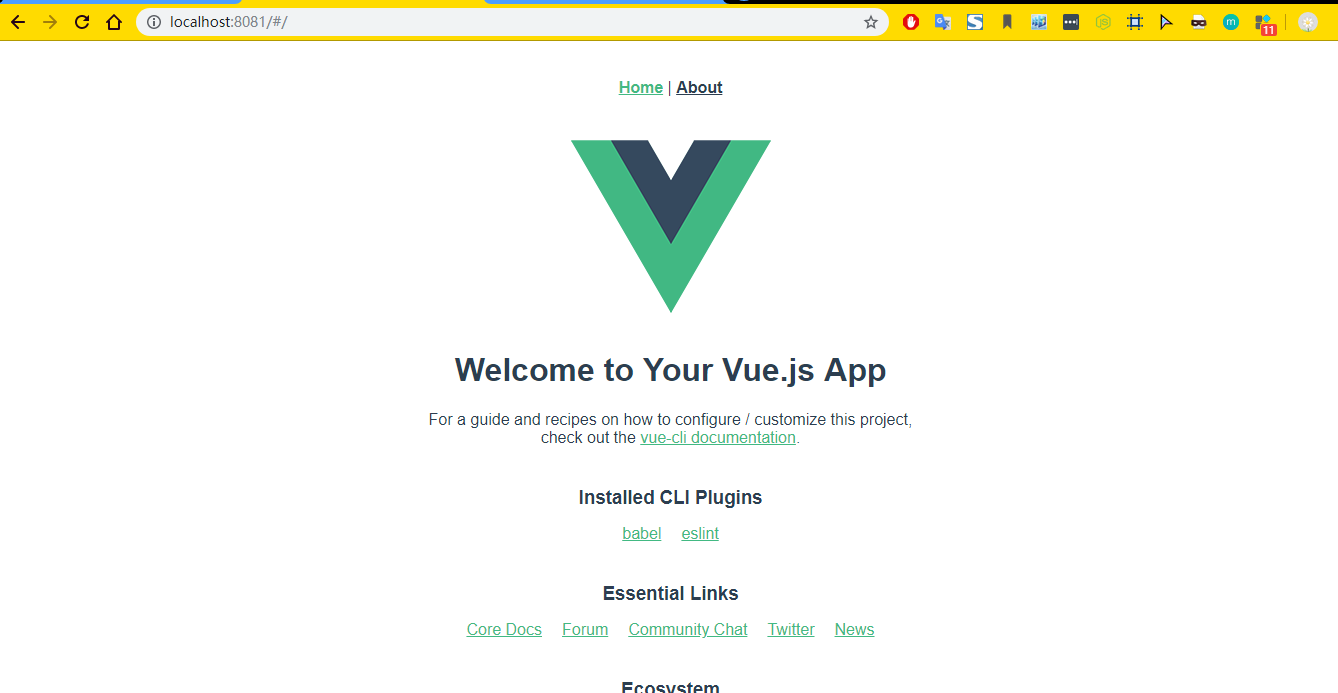 localhost:8081/#/
11
Home | About
Welcome to Your Vue.js App
For a guide and recipes on how to configure / customize this project,
check out the vue-cli documentation.
Installed CLI Plugins
babel eslint
Essential Links
Core Docs Forum Community Chat Twitter News
Ecosystem